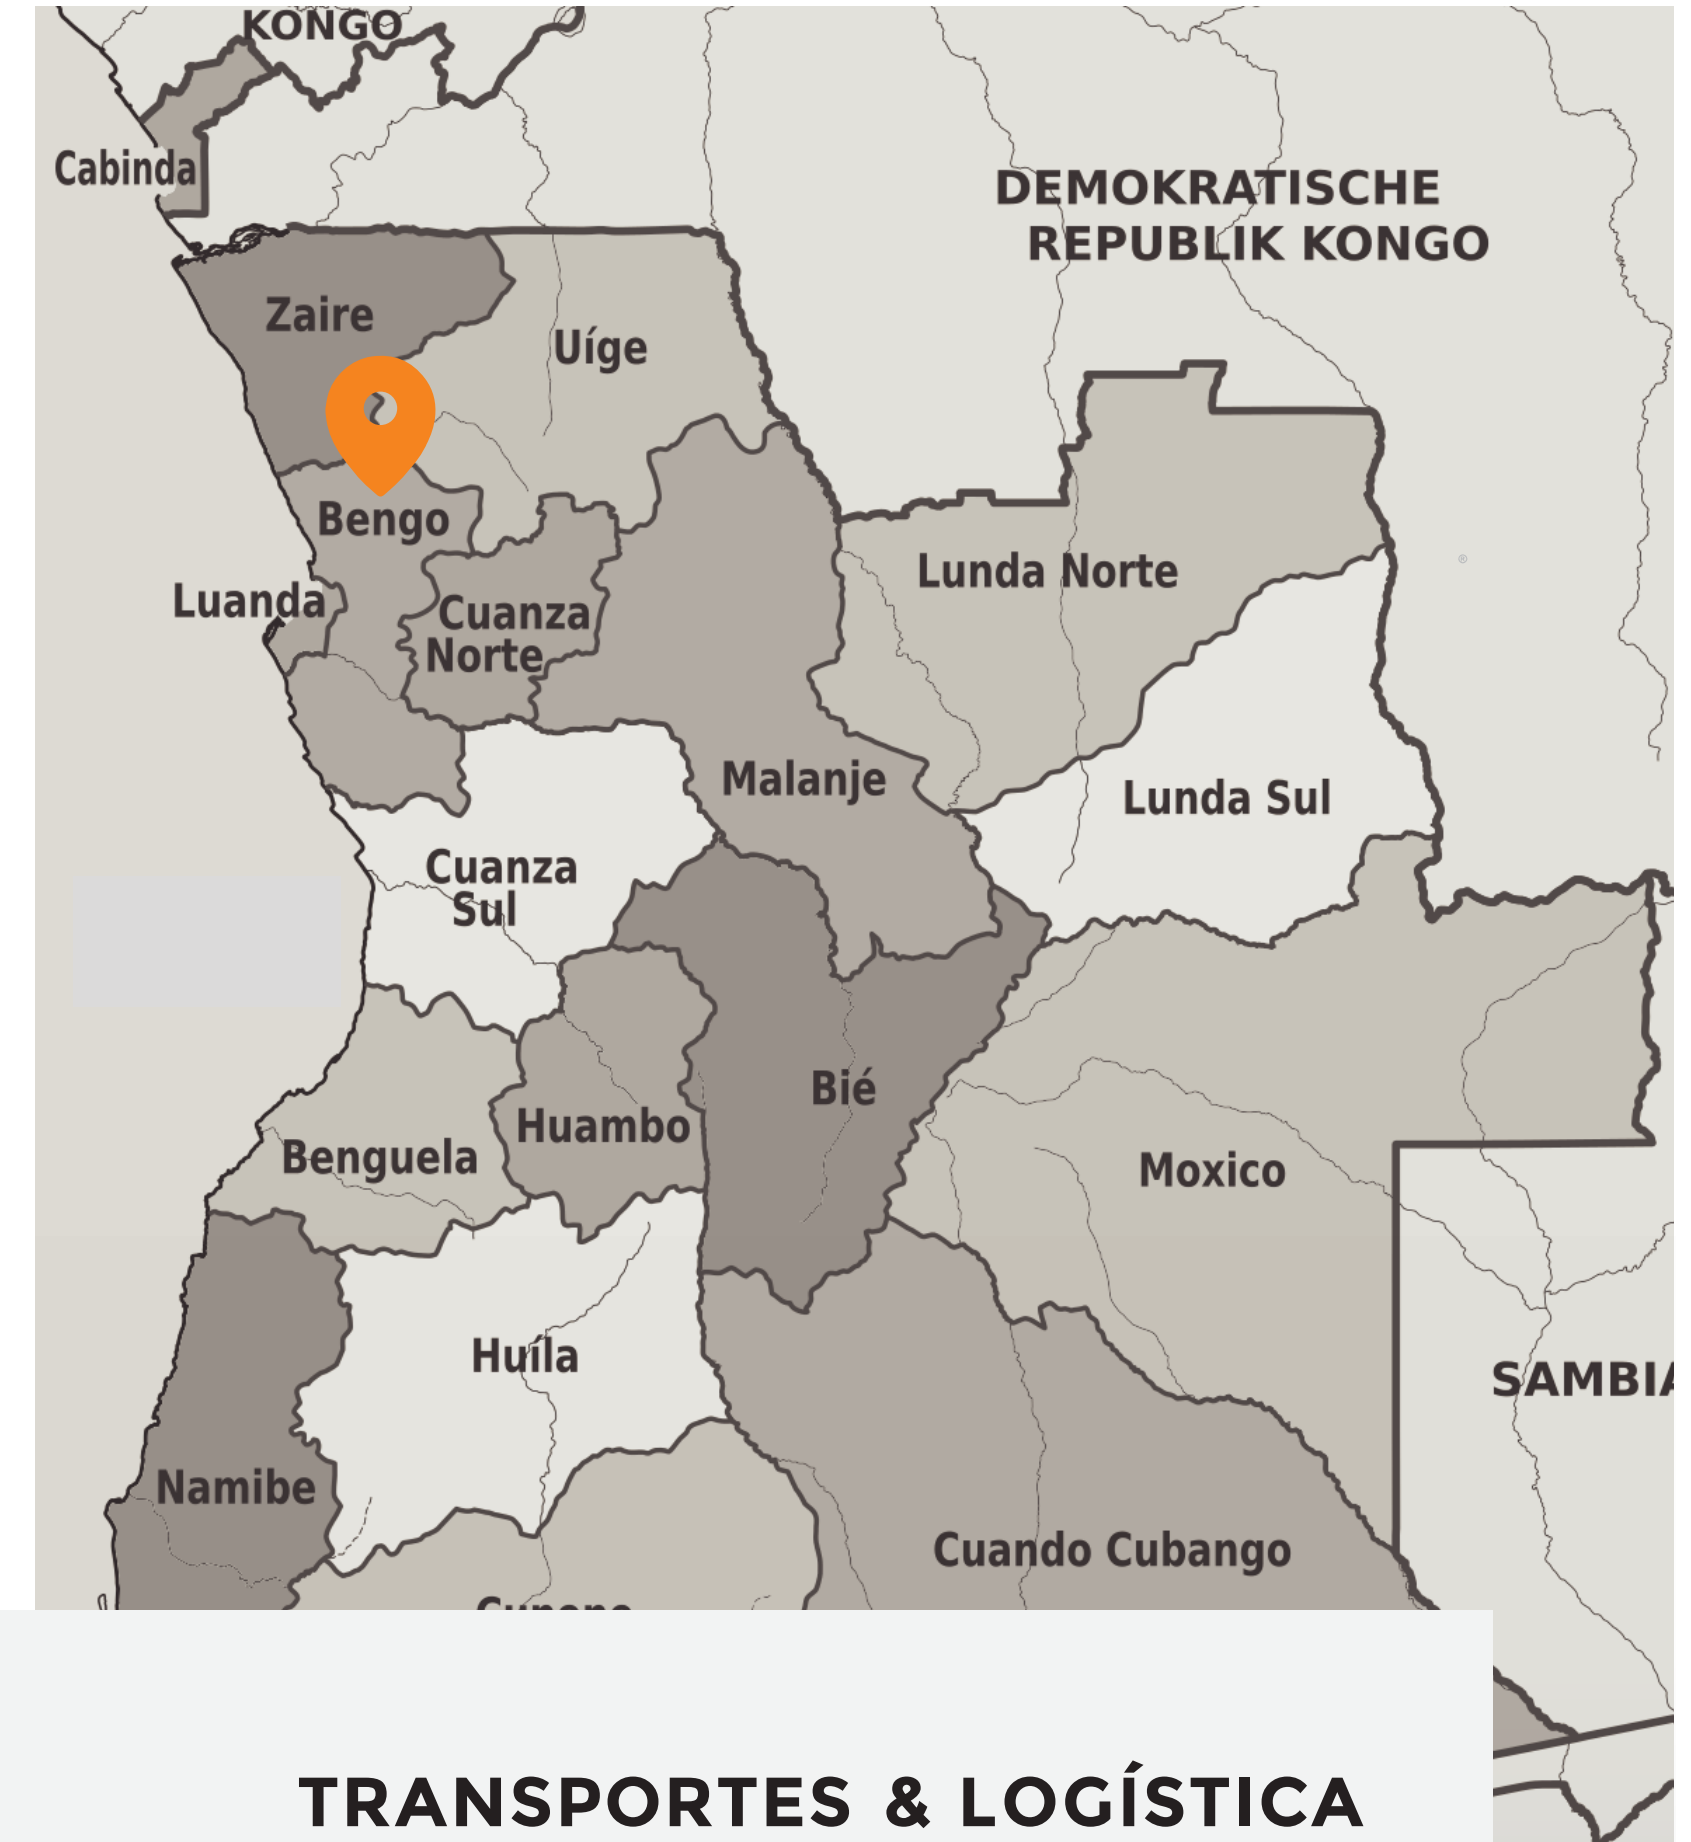 KONGO
Cabinda
DEMOKRATISCHE
REPUBLIK KONGO
Zaire
Uíge
Bengo
Lunda Norte
Luanda
Cuanza
Norte
Malanje
Lunda Sul
Cuanza
Sul
Bié
Huambo
Benguela
Moxico
Huíla
SAMBIA
Namibe
Cuando Cubango
TRANSPORTES & LOGÍSTICA